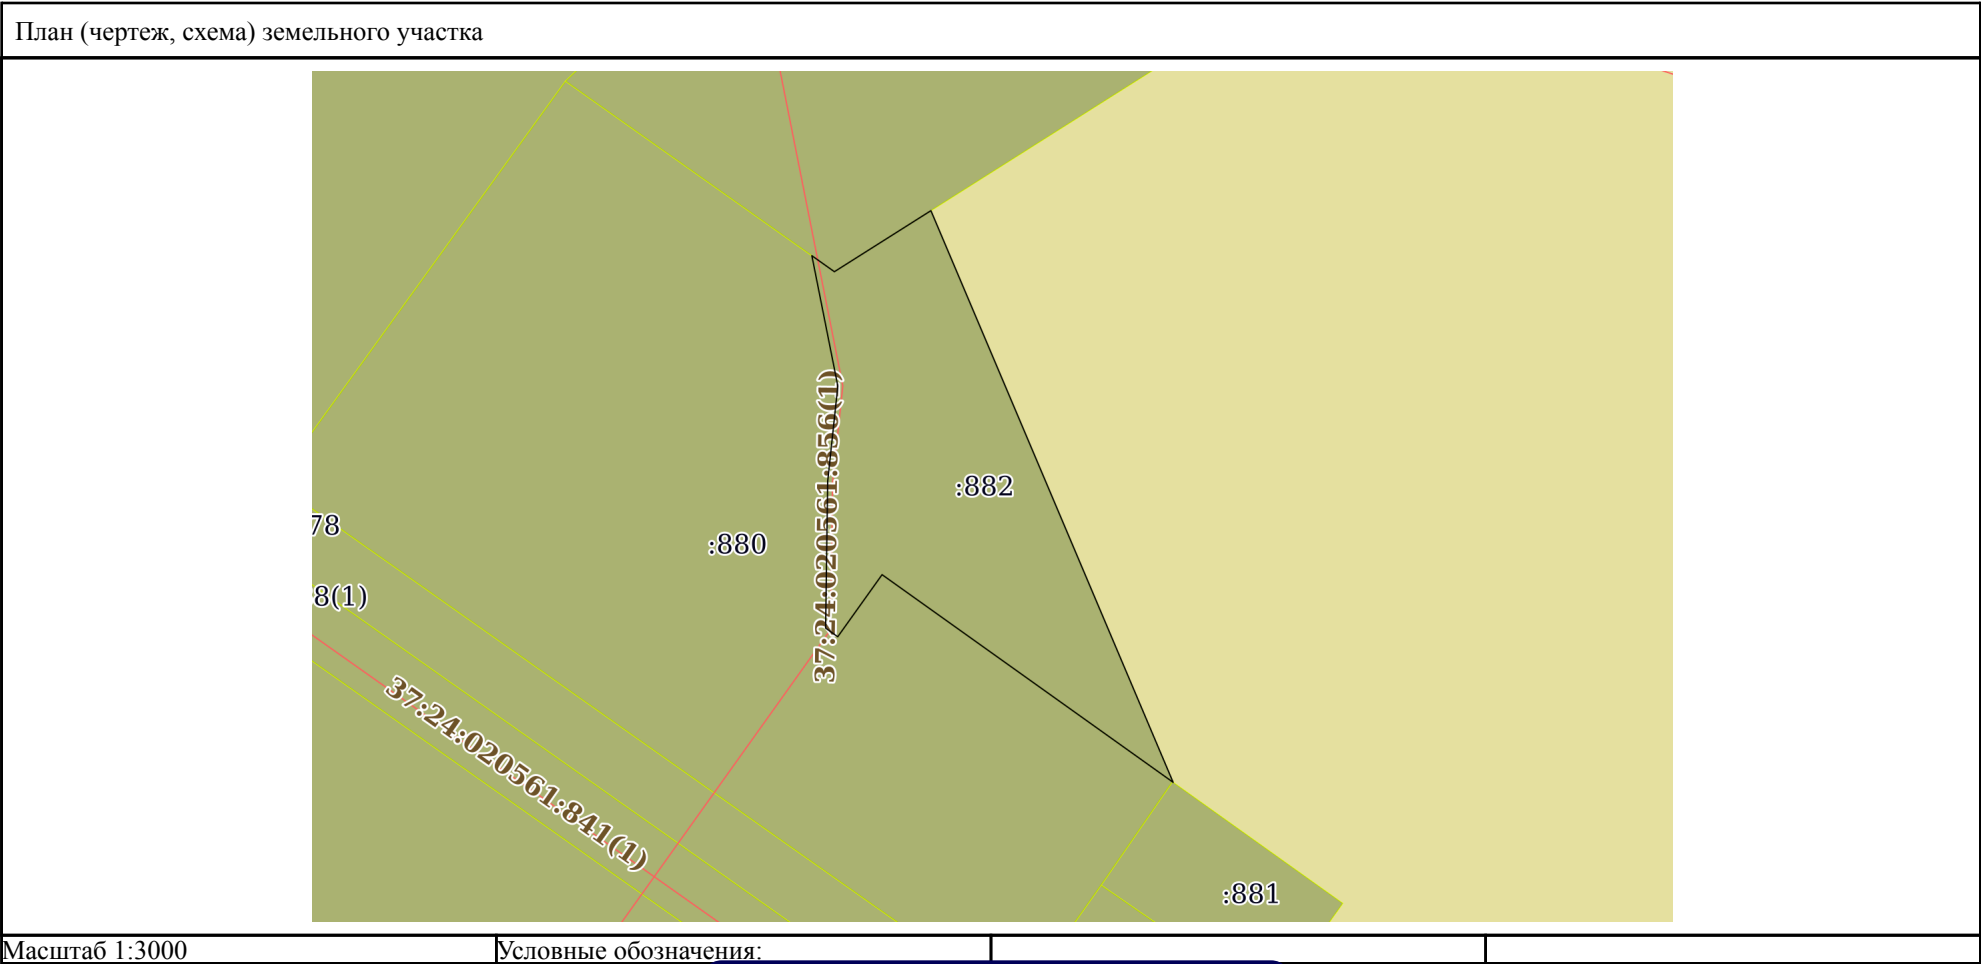 План (чертеж, схема) земельного участка
:882
78
:880
8(1)
37:24:020561:856(1)
37:24:020561:841(1)
:881
Масштаб 1:3000
Условные обозначения: